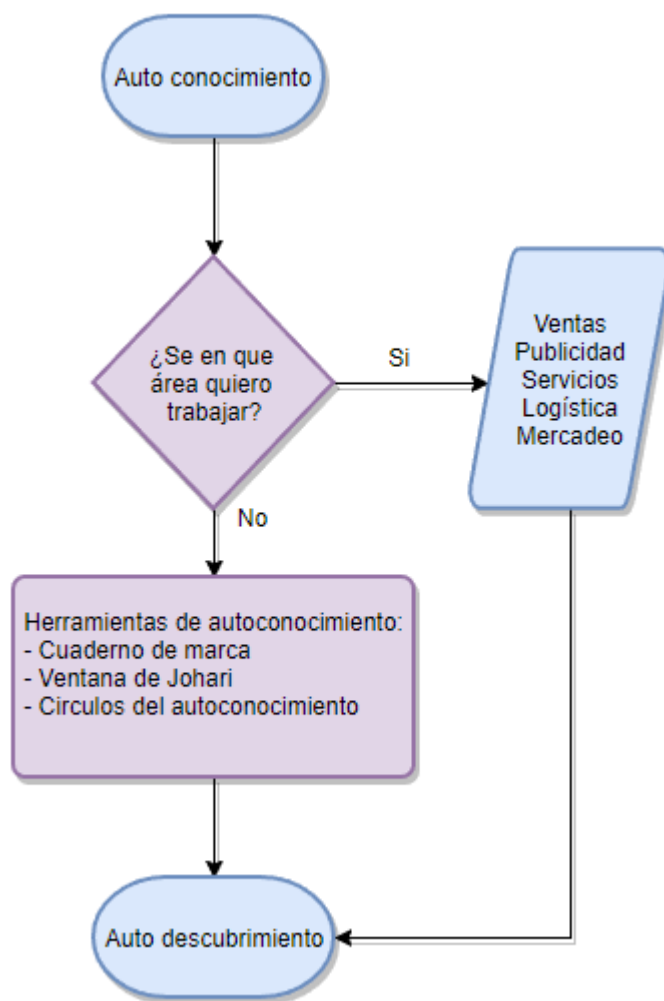 Auto conocimiento
¿Se en que
área quiero
trabajar?
Si
Ventas
Publicidad
Servicios
Logística
Mercadeo
No
Herramientas de autoconocimiento:
- Cuaderno de marca
- Ventana de Johari
- Circulos del autoconocimiento
Auto descubrimiento